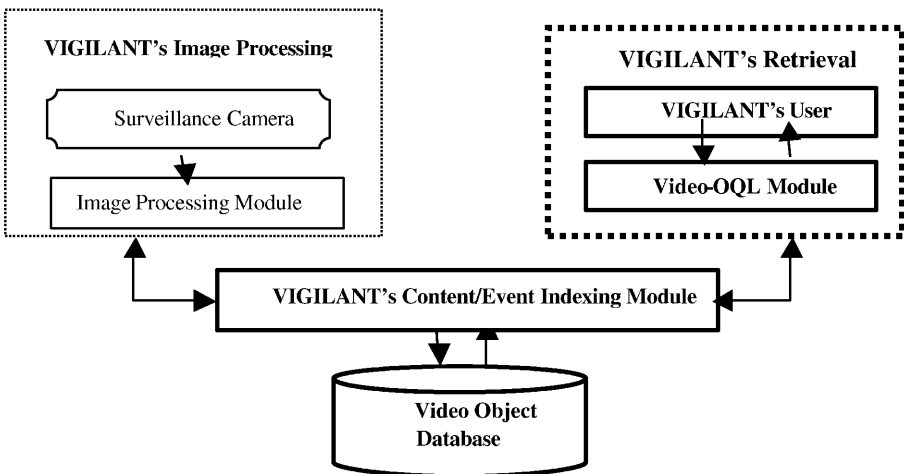 VIGILANT's Image Processing
Surveillance Camera
Image Processing Module
VIGILANT's Retrieval
VIGILANT's User
Video-OQL Module
VIGILANT's Content/Event Indexing Module
Video Object
Database